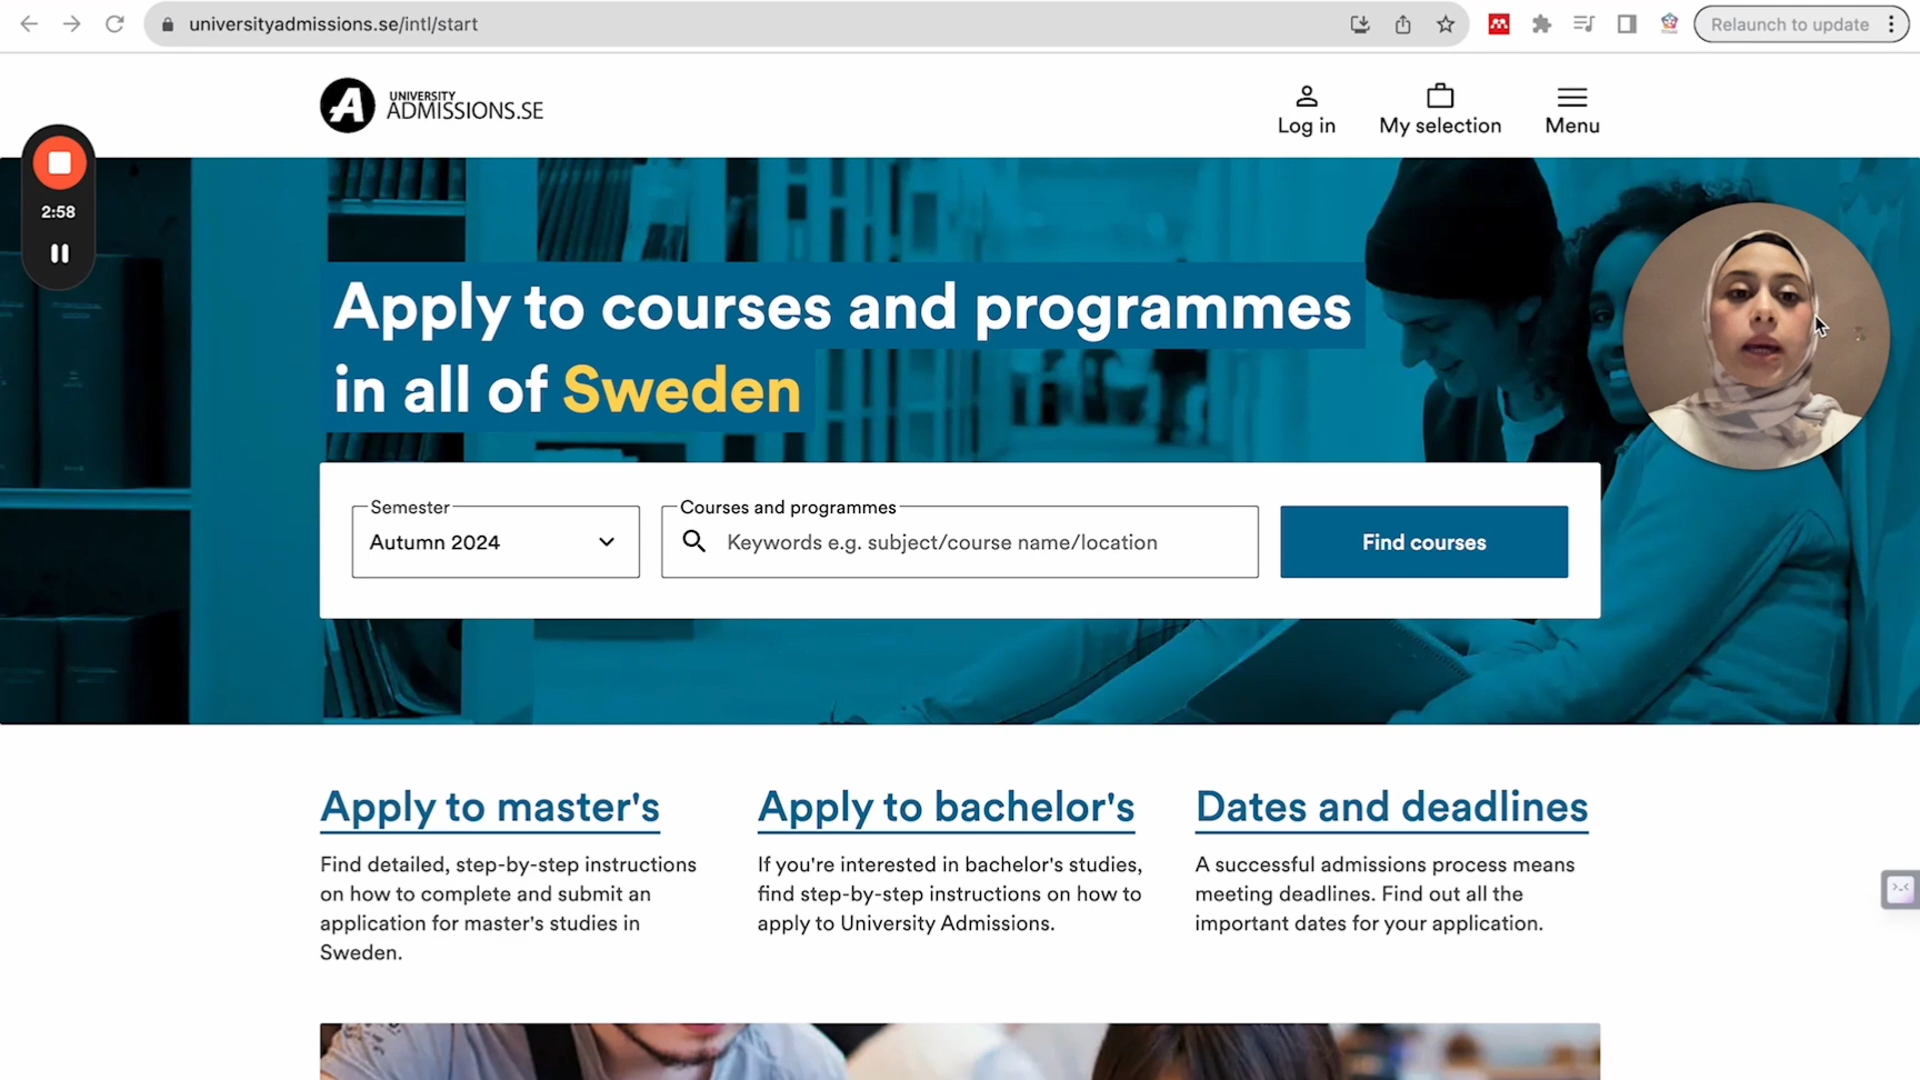 universityadmissions.se/intl/start
Relaunch to update
UNIVERSITY
ADMISSIONS.SE
Log in
My selection
Menu
2:58
Apply to courses and programmes
in all of Sweden
Semester
Autumn 2024
Courses and programmes
Keywords e.g. subject/course name/location
Find courses
Apply to master's
Find detailed, step-by-step instructions
on how to complete and submit an
application for master's studies in
Sweden.
Apply to bachelor's
If you're interested in bachelor's studies,
find step-by-step instructions on how to
apply to University Admissions.
Dates and deadlines
A successful admissions process means
meeting deadlines. Find out all the
important dates for your application.